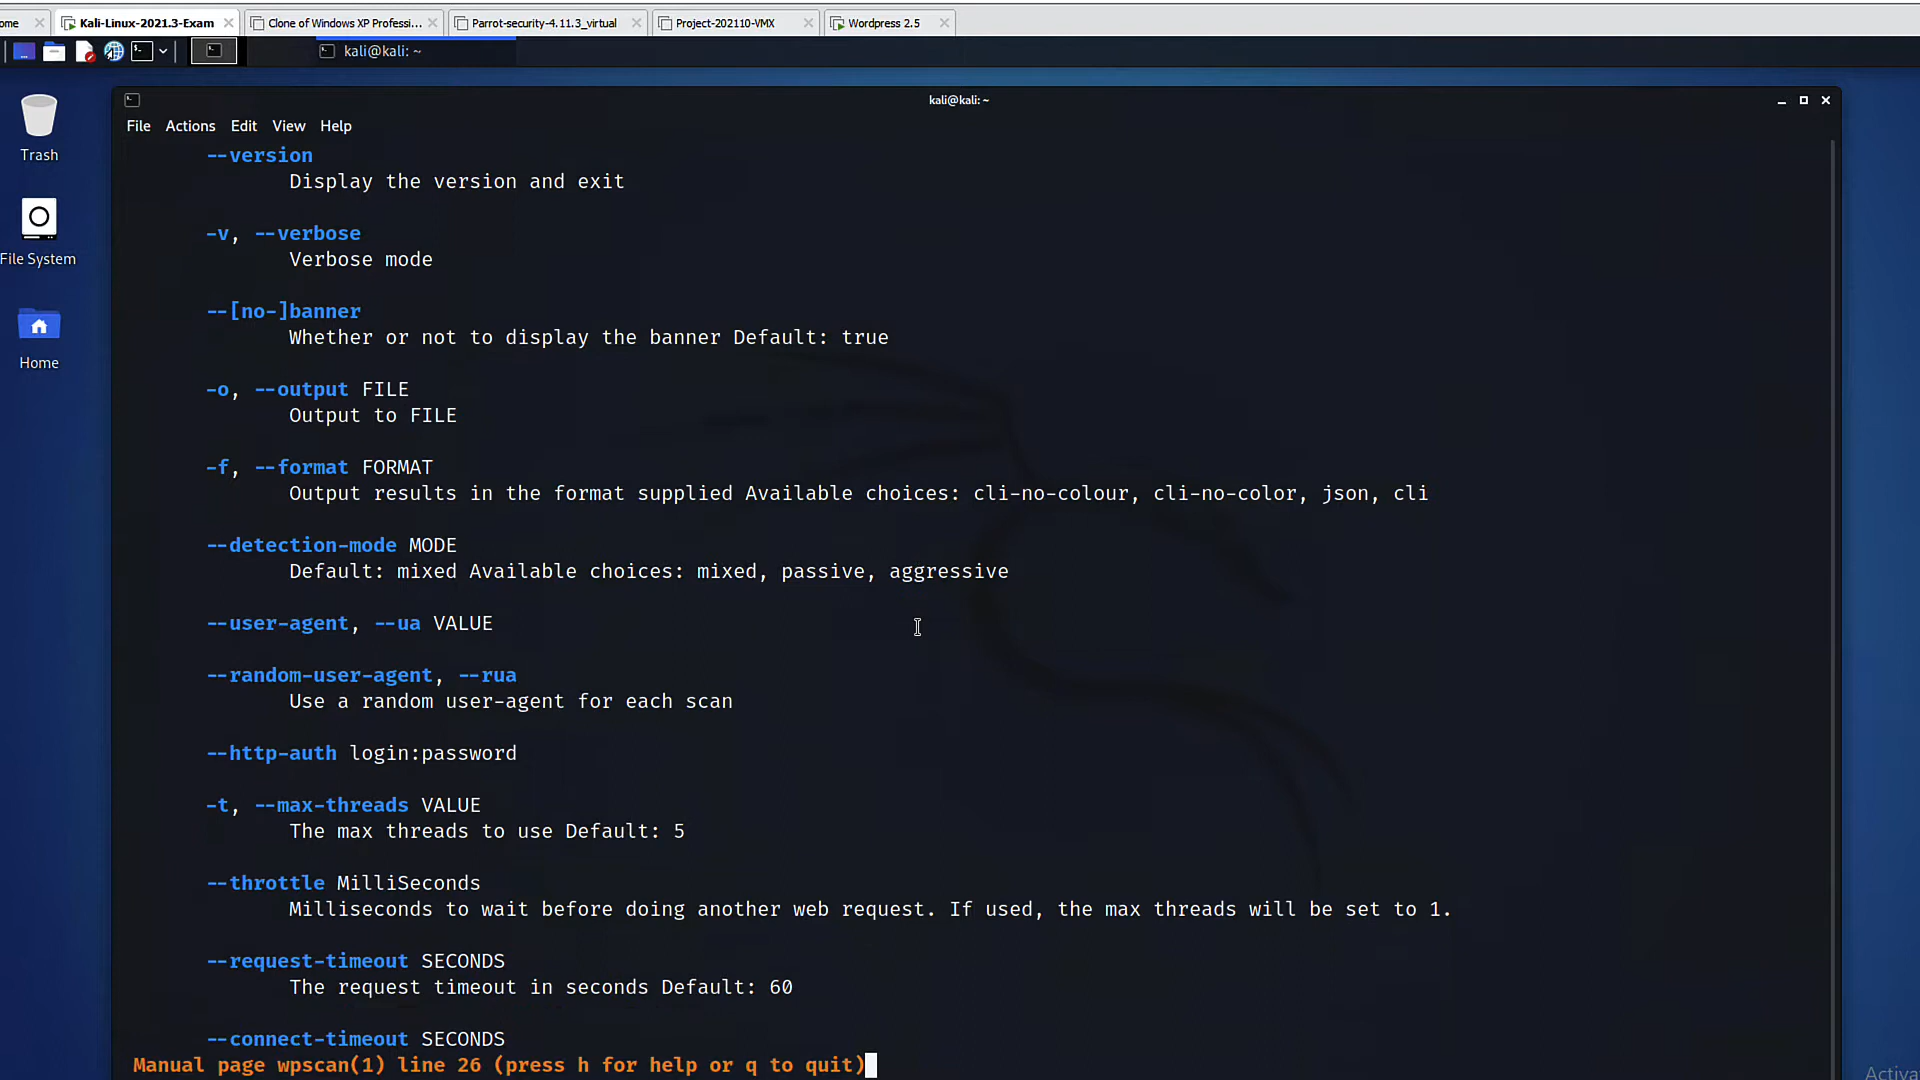 ome
Kali-Linux-2021.3-Exam
Clone of Windows XP Professi...
Parrot-security-4.11.3_virtual
Project-202110-VMX
Wordpress 2.5
kali@kali: ~
kali@kali: ~
File Actions Edit View Help
Trash
File System
Home
--version
Display the version and exit
-v, --verbose
Verbose mode
--[no-]banner
Whether or not to display the banner Default: true
-o, --output FILE
Output to FILE
-f, --format FORMAT
Output results in the format supplied Available choices: cli-no-colour, cli-no-color, json, cli
--detection-mode MODE
Default: mixed Available choices: mixed, passive, aggressive
--user-agent, --ua VALUE
--random-user-agent, --rua
Use a random user-agent for each scan
--http-auth login:password
-t, --max-threads VALUE
The max threads to use Default: 5
--throttle MilliSeconds
Milliseconds to wait before doing another web request. If used, the max threads will be set to 1.
--request-timeout SECONDS
The request timeout in seconds Default: 60
--connect-timeout SECONDS
Manual page wpscan(1) line 26 (press h for help or q to quit)
Activa